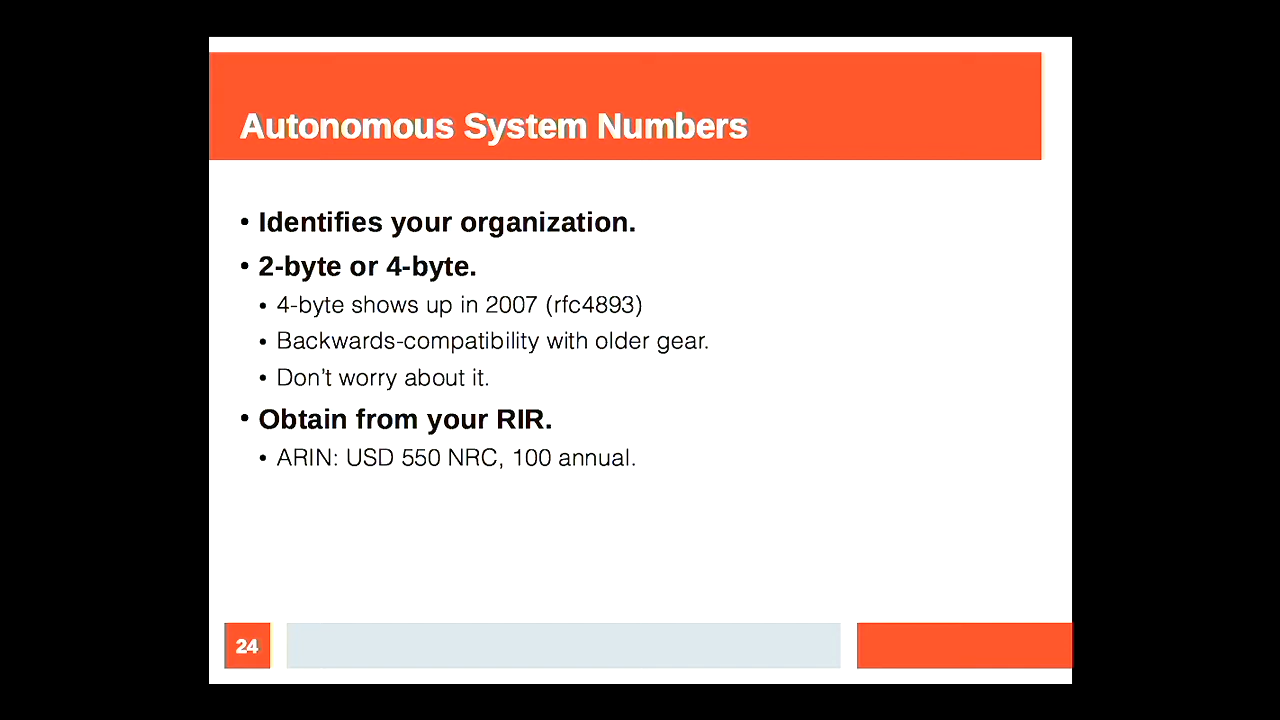 Autonomous System Numbers
• Identifies your organization.
• 2-byte or 4-byte.
• 4-byte shows up in 2007 (rfc4893)
• Backwards-compatibility with older gear.
• Don’t worry about it.
• Obtain from your RIR.
• ARIN: USD 550 NRC, 100 annual.
24